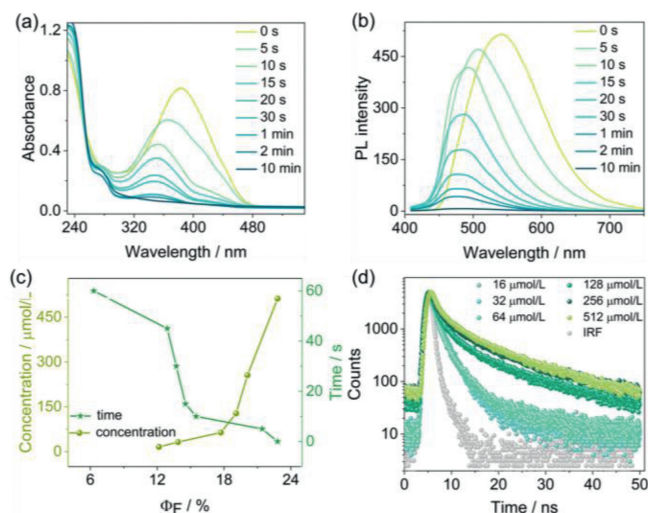 (a)
1.2
0.8
0.4
0.0
Absorbance
0 s
5 s
10 s
15 s
20 s
30 s
1 min
2 min
10 min
240 320 400 480
Wavelength / nm
(b)
450
300
150
0
PL intensity
0 s
5 s
10 s
15 s
20 s
30 s
1 min
2 min
10 min
400 500 600 700
Wavelength / nm
(c)
450
300
150
0
Concentration / μmol/L
60
40
20
0
Time / s
time
concentration
6 12 18 24
ΦF / %
(d)
1000
100
10
Counts
16 μmol/L
32 μmol/L
64 μmol/L
128 μmol/L
256 μmol/L
512 μmol/L
IRF
0 10 20 30 40 50
Time / ns